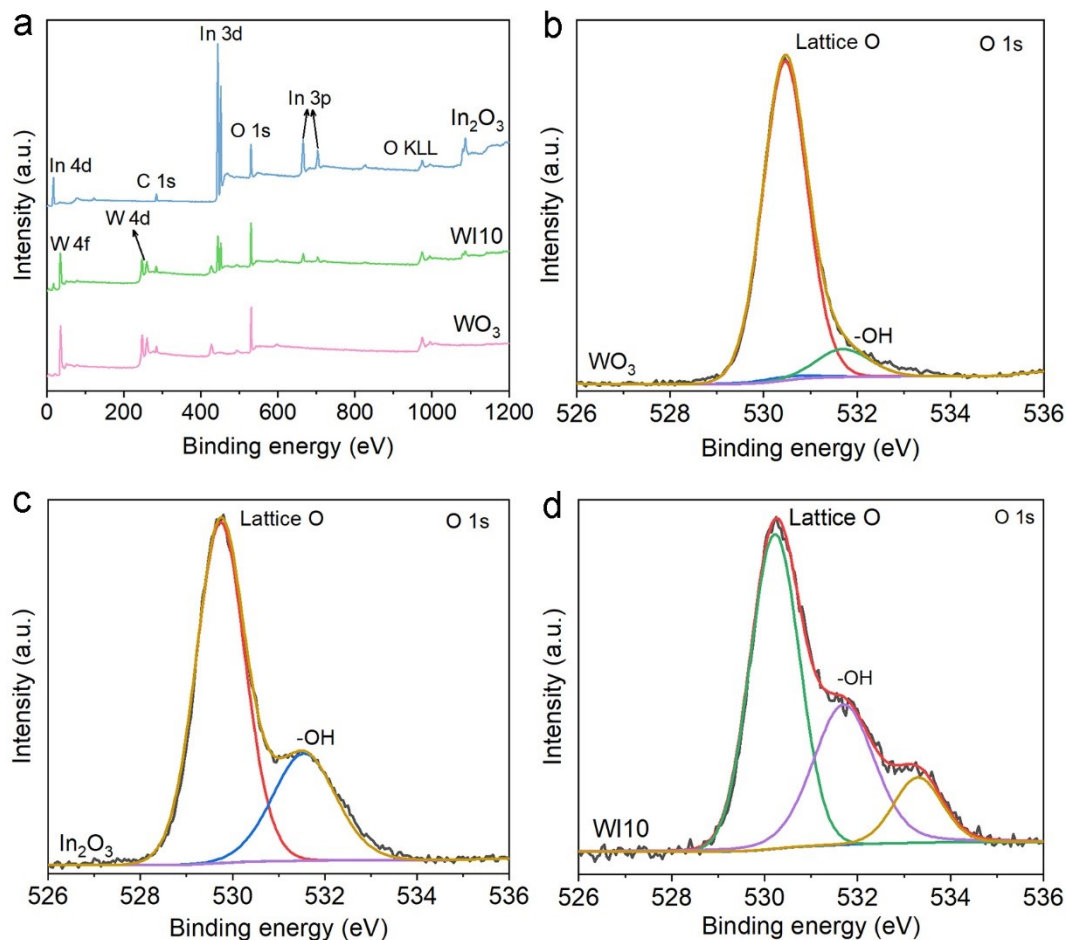 a
In 3d
In 3p
In₂O₃
O 1s
O KLL
In 4d
C 1s
W 4d
W 4f
WI10
WO₃
Intensity (a.u.)
0 200 400 600 800 1000 1200
Binding energy (eV)
b
Lattice O
O 1s
-OH
WO₃
Intensity (a.u.)
526 528 530 532 534 536
Binding energy (eV)
c
Lattice O
O 1s
-OH
In₂O₃
Intensity (a.u.)
526 528 530 532 534 536
Binding energy (eV)
d
Lattice O
O 1s
-OH
WI10
Intensity (a.u.)
526 528 530 532 534 536
Binding energy (eV)